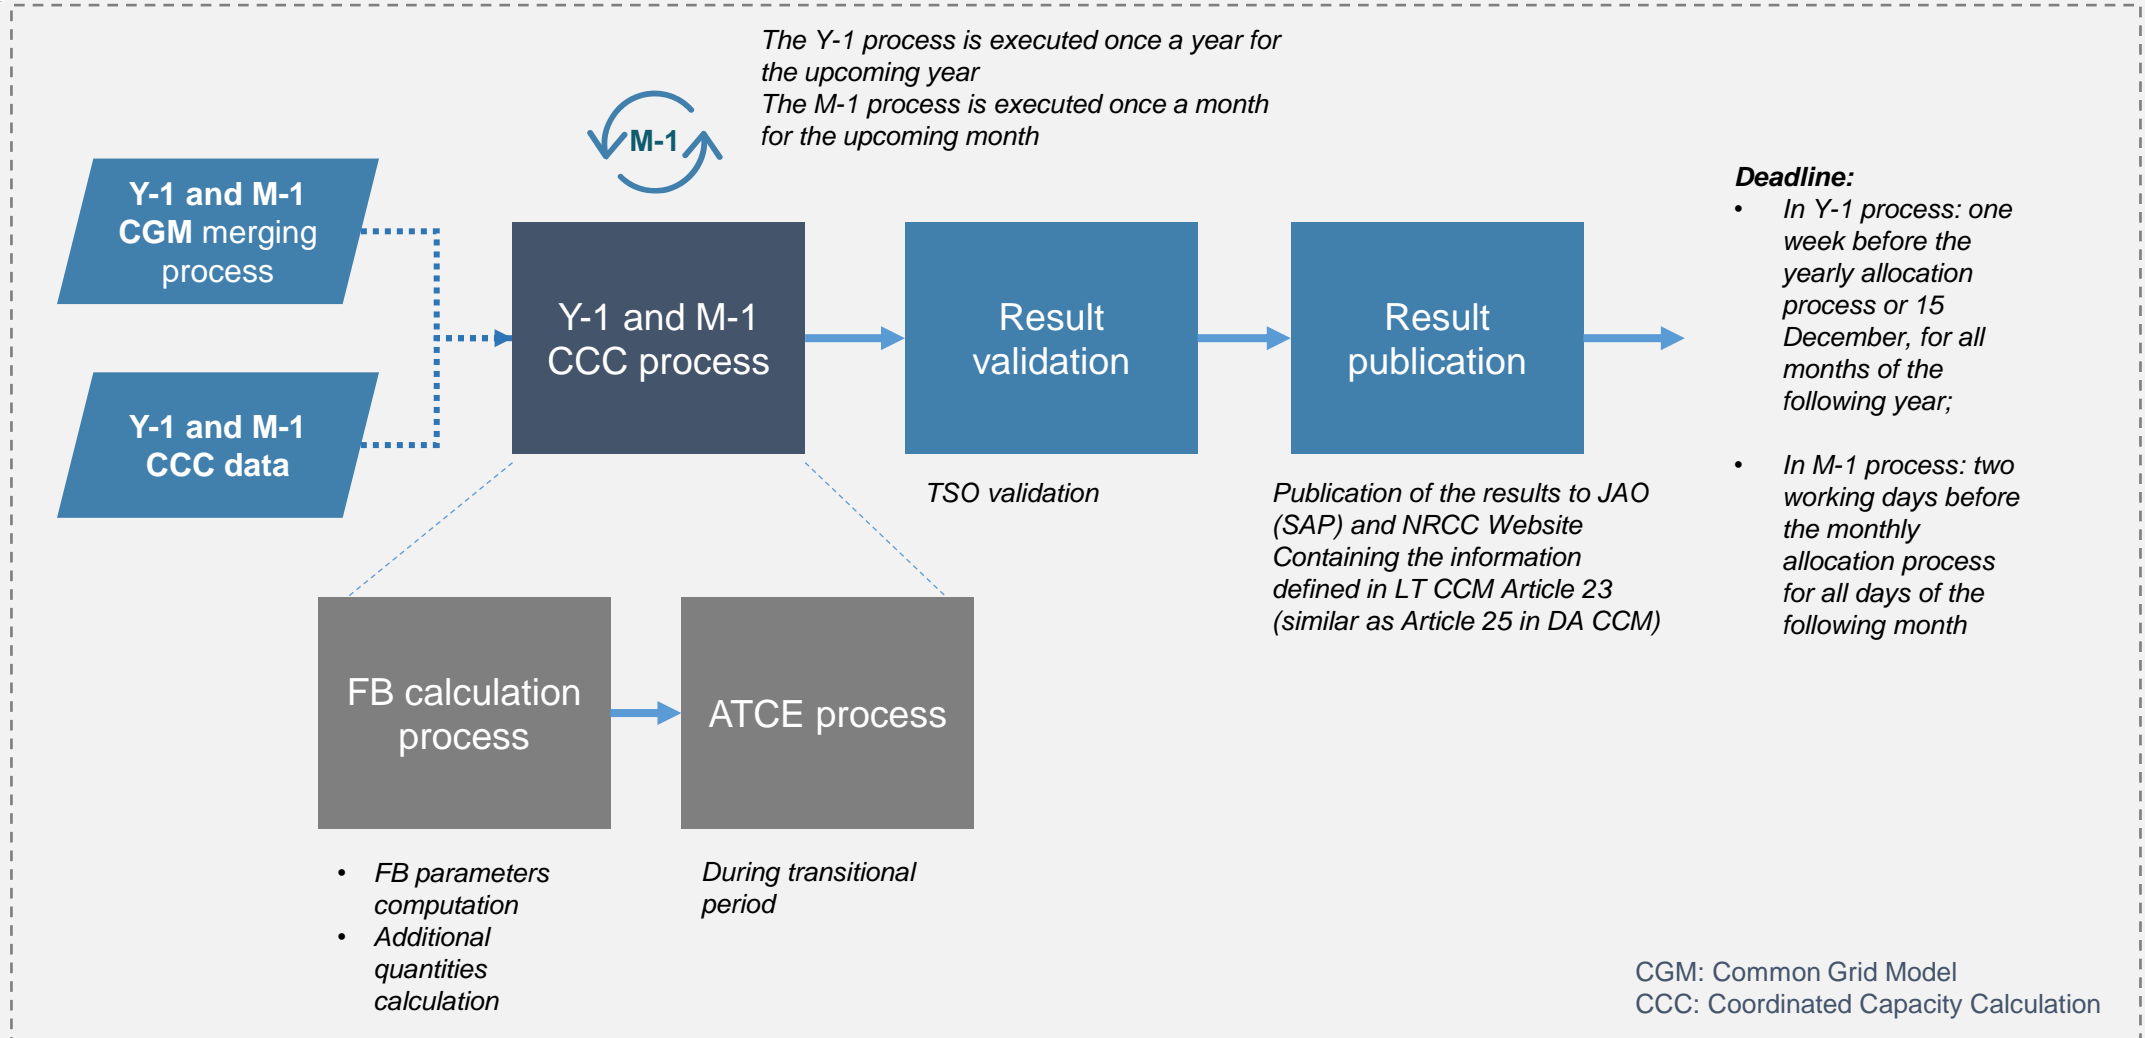 The Y-1 process is executed once a year for
the upcoming year
The M-1 process is executed once a month
for the upcoming month
M-1
Y-1 and M-1
CGM merging
process
Y-1 and M-1
CCC data
Y-1 and M-1
CCC process
Result
validation
Result
publication
TSO validation
Publication of the results to JAO
(SAP) and NRCC Website
Containing the information
defined in LT CCM Article 23
(similar as Article 25 in DA CCM)
Deadline:
• In Y-1 process: one
week before the
yearly allocation
process or 15
December, for all
months of the
following year;
• In M-1 process: two
working days before
the monthly
allocation process
for all days of the
following month
FB calculation
process
ATCE process
• FB parameters
computation
• Additional
quantities
calculation
During transitional
period
CGM: Common Grid Model
CCC: Coordinated Capacity Calculation